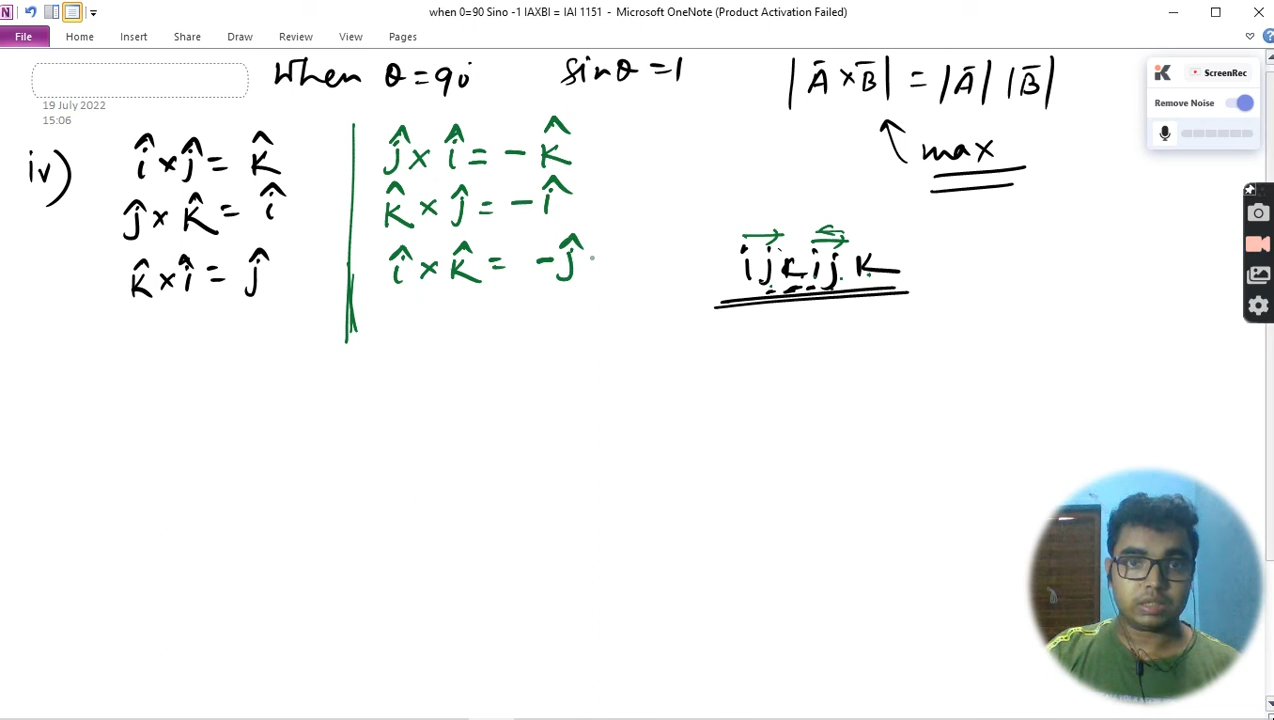 when 0=90 Sino -1 IAXBI = IAI 1151 - Microsoft OneNote (Product Activation Failed)
File Home Insert Share Draw Review View Pages
When θ = 90 sinθ = 1 |A̅ × B̅| = |A̅| |B̅|
max
19 July 2022
15:06
iv) î × ĵ = k̂
ĵ × k̂ = î
k̂ × î = ĵ
ĵ × î = - k̂
k̂ × ĵ = - î
î × k̂ = - ĵ
i j k i j k
ScreenRec
Remove Noise